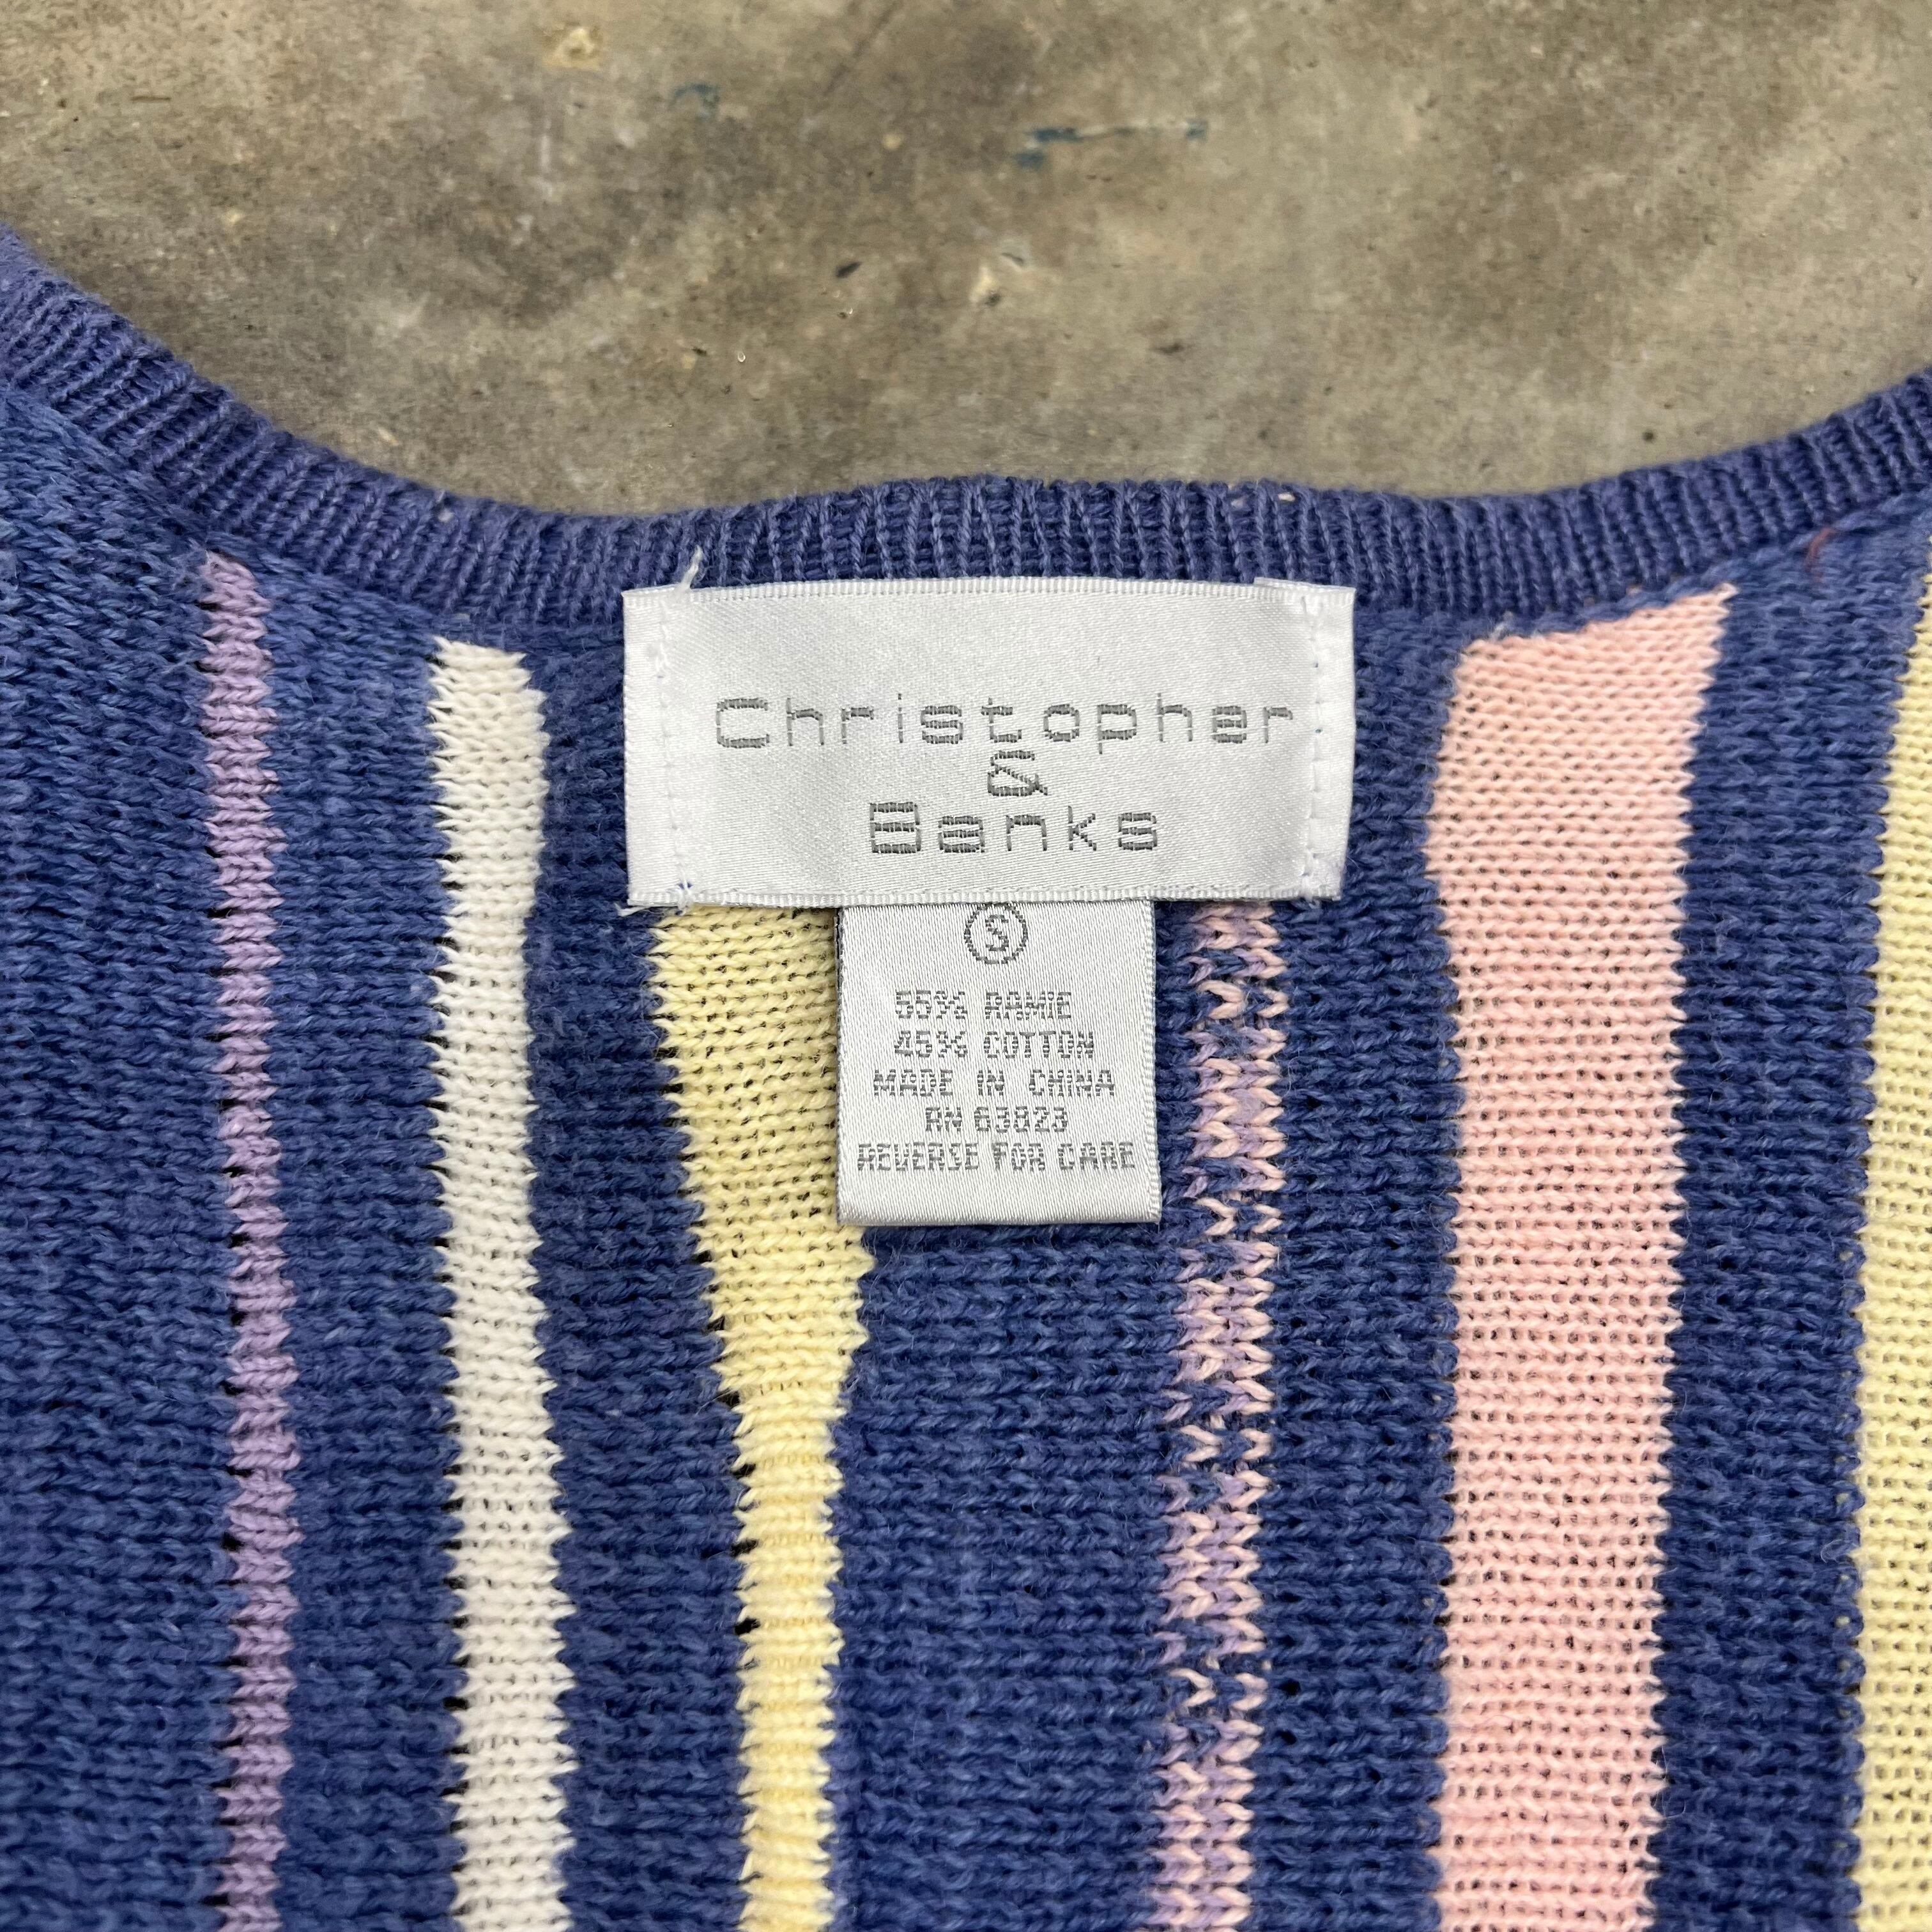 Christopher
&
Banks
S
55% RAMIE
45% COTTON
MADE IN CHINA
RN 63823
REVERSE FOR CARE